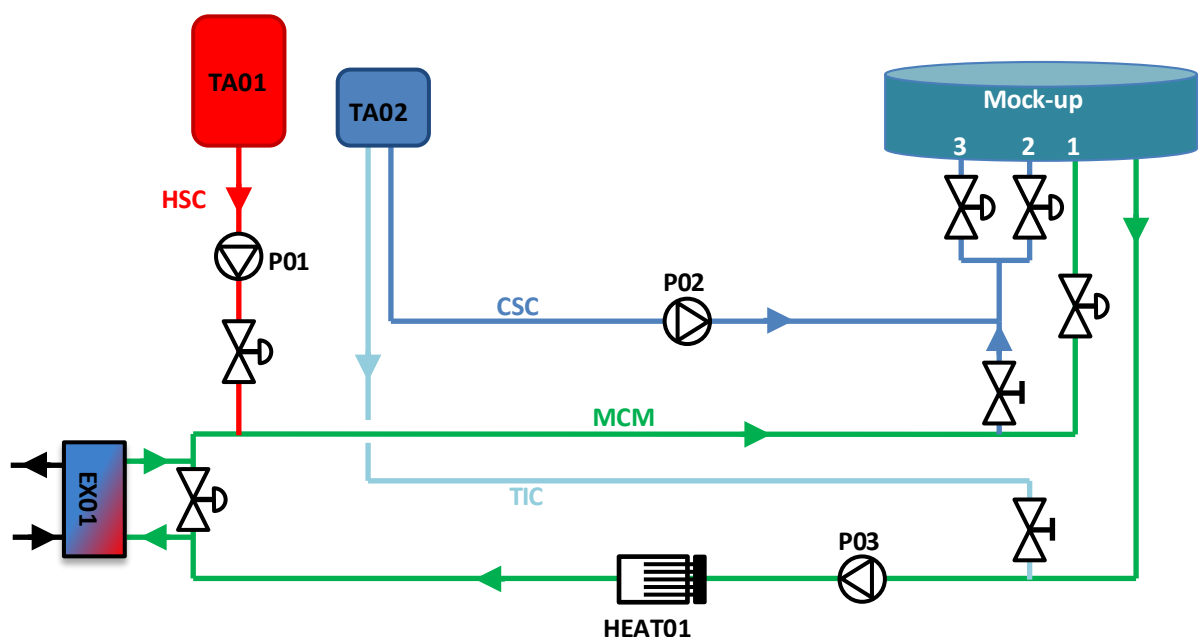 TA01
TA02
Mock-up
3
2
1
HSC
P01
P02
CSC
MCM
EX01
TIC
P03
HEAT01